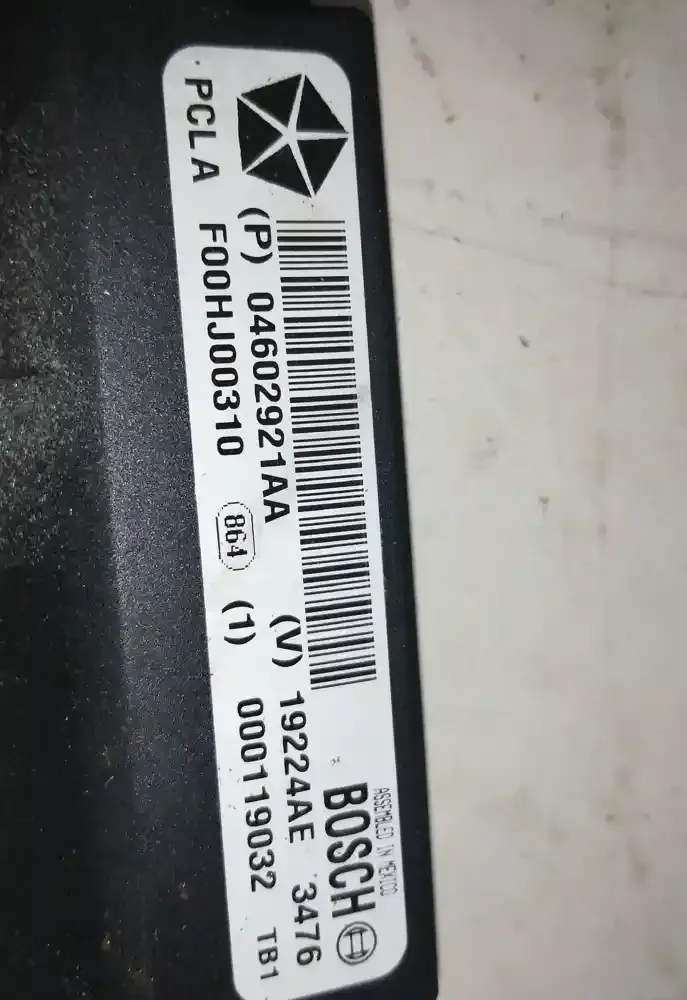 ASSEMBLED IN MEXICO
BOSCH
(P) 04602921AA (V) 19224AE 3476
PCLA F00HJ00310 864 (1) 000119032 TB1